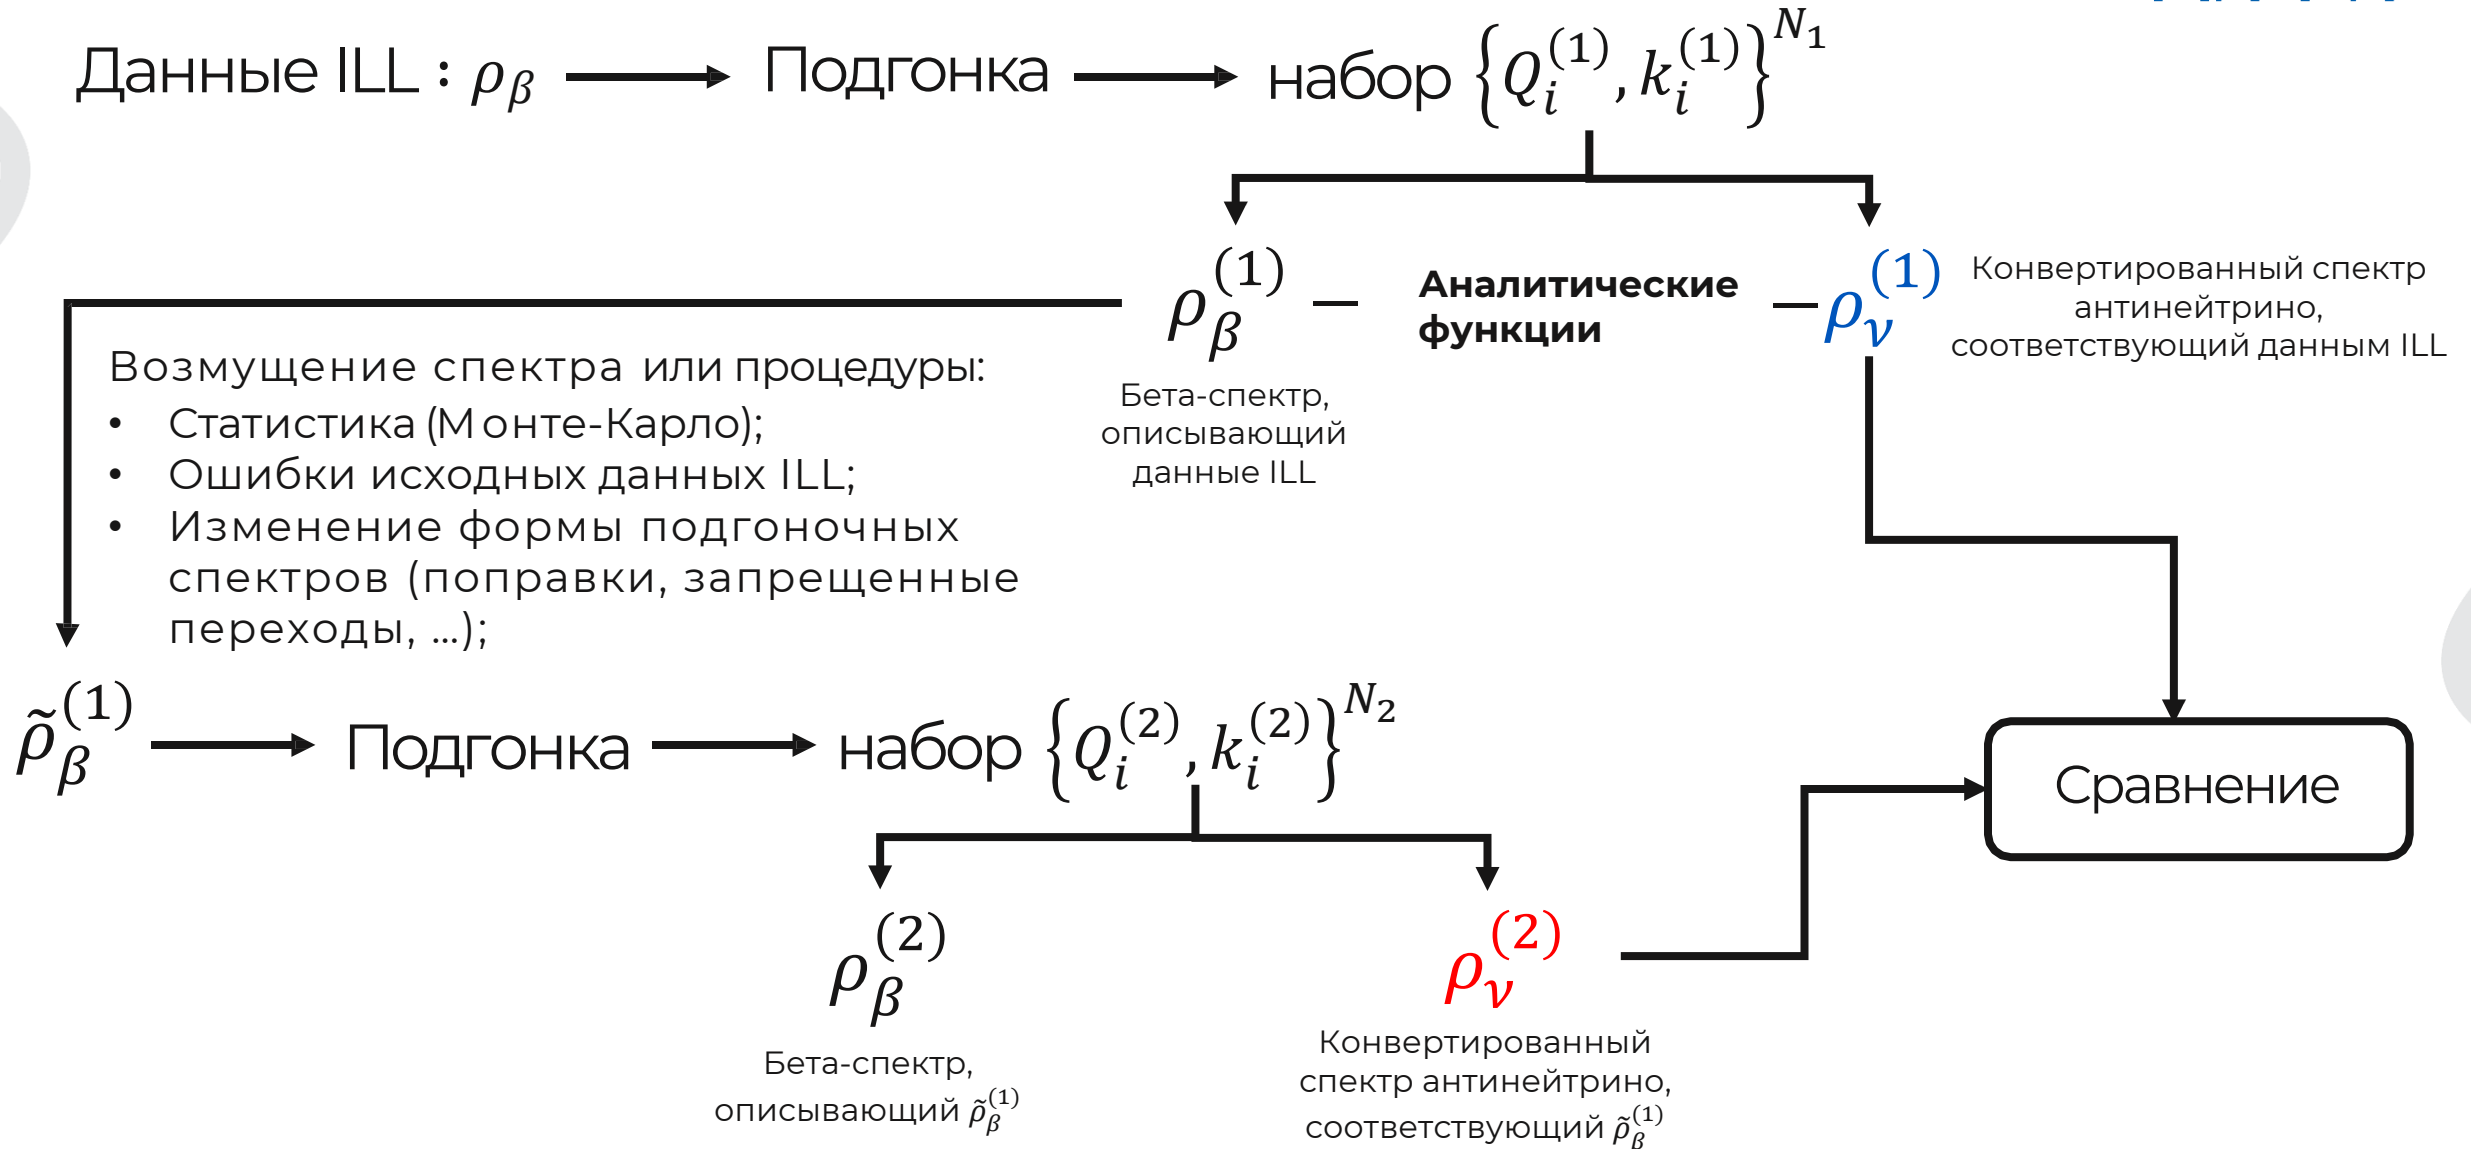 Данные ILL : ρ_β → Подгонка → набор {Q_i^(1), k_i^(1)}^N_1
ρ_β^(1) — Аналитические функции — ρ_ν^(1)
Конвертированный спектр
антинейтрино,
соответствующий данным ILL
Бета-спектр,
описывающий
данные ILL
Возмущение спектра или процедуры:
• Статистика (Монте-Карло);
• Ошибки исходных данных ILL;
• Изменение формы подгоночных
спектров (поправки, запрещенные
переходы, ...);
ρ̃_β^(1) → Подгонка → набор {Q_i^(2), k_i^(2)}^N_2
Сравнение
ρ_β^(2)
Бета-спектр,
описывающий ρ̃_β^(1)
ρ_ν^(2)
Конвертированный
спектр антинейтрино,
соответствующий ρ̃_β^(1)